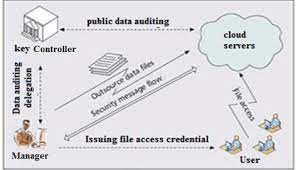 public data auditing
key Controller
cloud
servers
Data auditing
delegation
Outsource data files
Security message flow
File access
Issuing file access credential
Manager
User